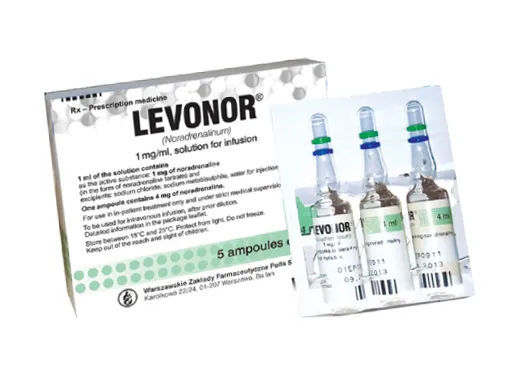 Rx – Prescription medicine
LEVONOR®
(Noradrenalinum)
1 mg/ml, solution for infusion
1 ml of the solution contains
as the active substance: 1 mg of noradrenaline
on the form of noradrenaline tartrate and
excipients: sodium chloride, sodium metabisulphite, water for injection
One ampoule contains 4 mg of noradrenaline.
For use in in-patient treatment only and under strict medical supervision
To be used for intravenous infusion, after prior dilution.
Detailed information in the package leaflet.
Store between 15°C and 25°C. Protect from light. Do not freeze.
Keep out of the reach and sight of children.
5 ampoules
Warszawskie Zakłady Farmaceutyczne Polfa
Karolkowa 22/24, 01-207 Warszawa,
LEVONOR
1 ml
4 ml